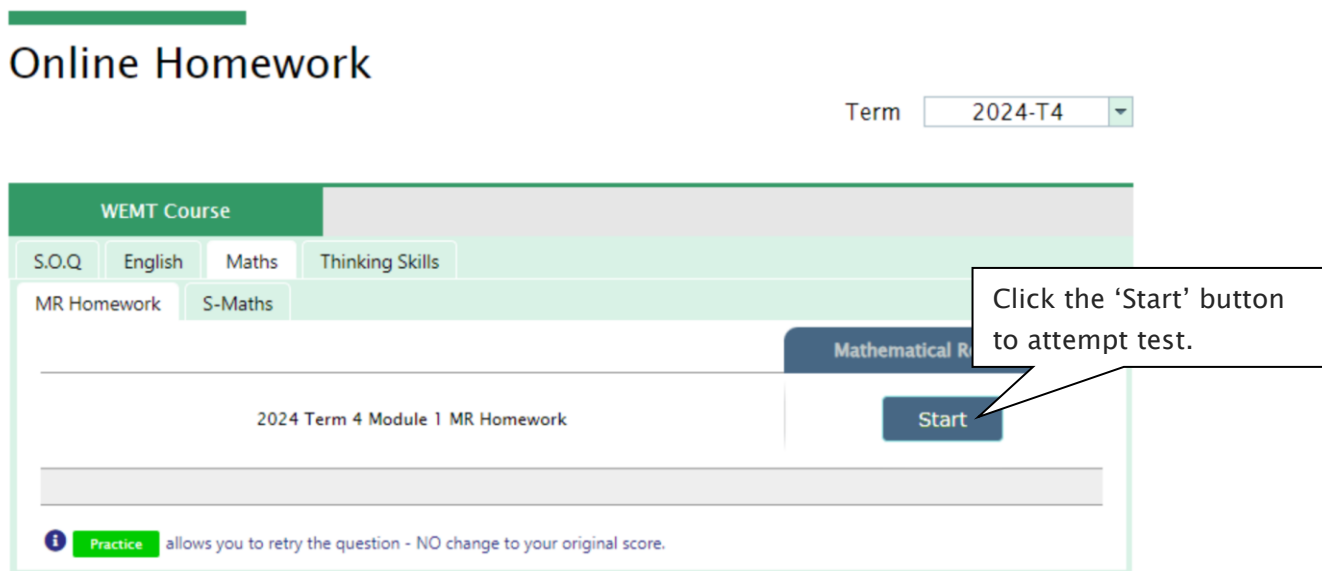 Online Homework
Term 2024-T4
WEMT Course
S.O.Q English Maths Thinking Skills
MR Homework S-Maths
Click the ‘Start’ button
to attempt test.
Mathematical
2024 Term 4 Module 1 MR Homework
Start
Practice allows you to retry the question - NO change to your original score.